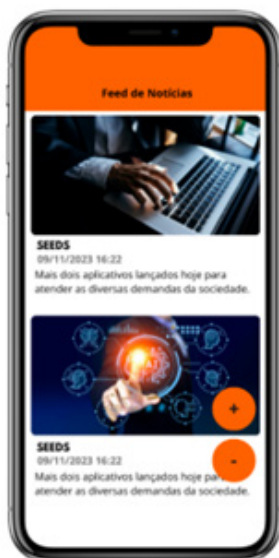 Feed de Notícias
SEEDS
09/11/2023 16:22
Mais dois aplicativos lançados hoje para
atender as diversas demandas da sociedade.
AI
+
SEEDS
09/11/2023 16:22
-
Mais dois aplicativos lançados hoje para
atender as diversas demandas da sociedade.